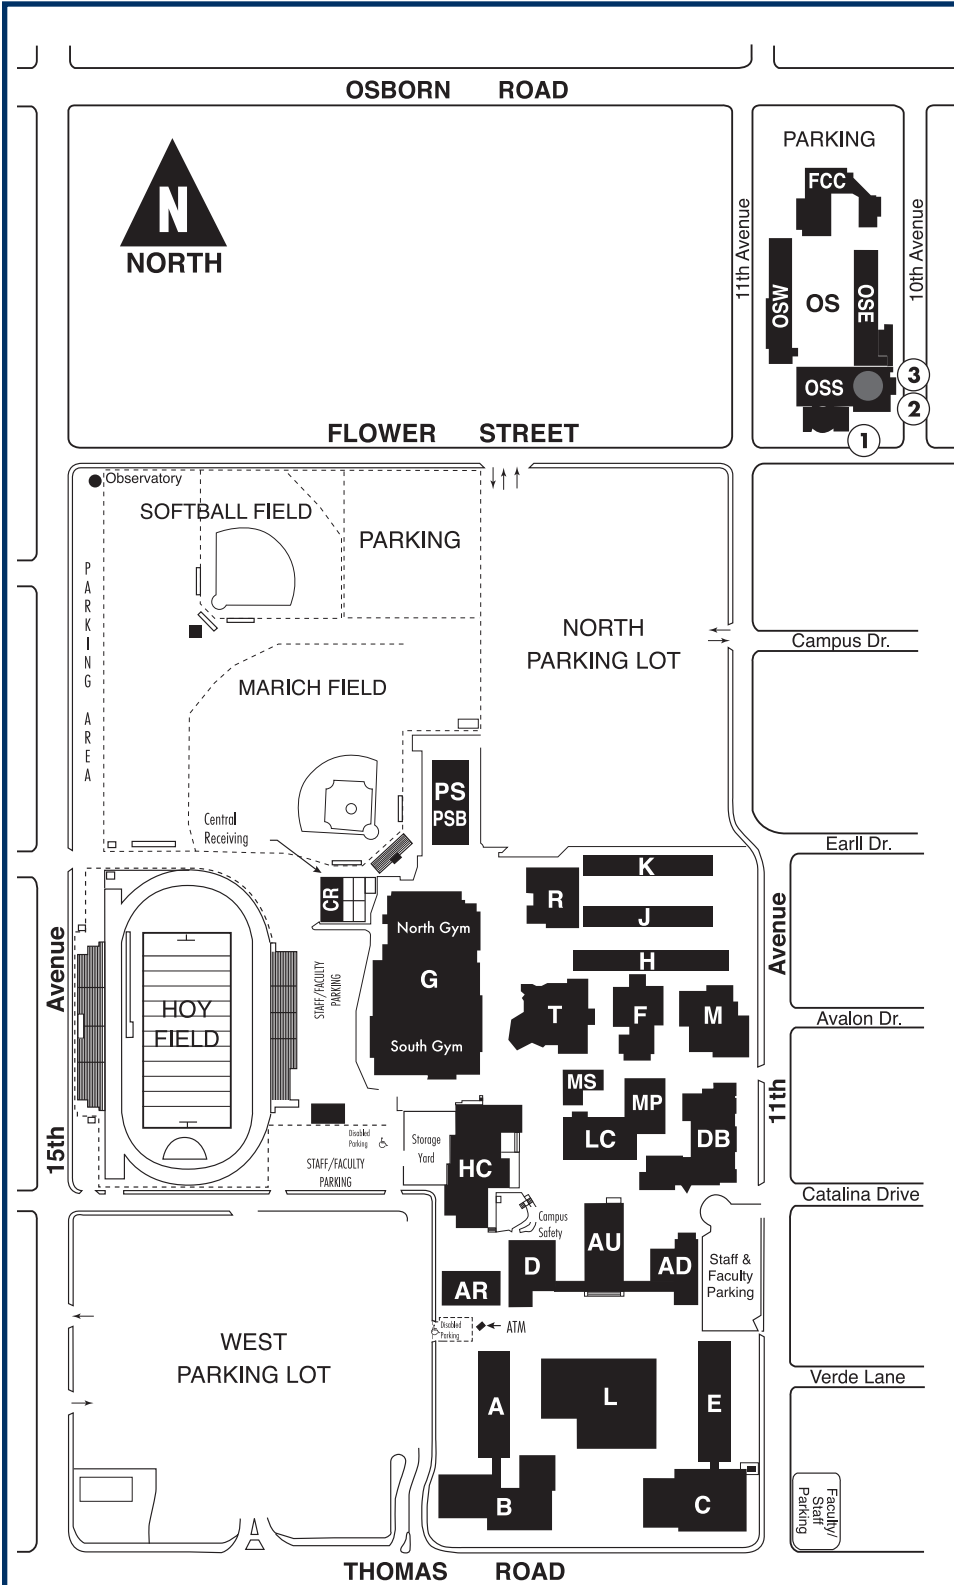 OSBORN ROAD
PARKING
FCC
N
NORTH
11th Avenue
10th Avenue
OSW
OS
OSE
OSS
3
2
1
FLOWER STREET
Observatory
SOFTBALL FIELD
PARKING
PARKING AREA
NORTH
PARKING LOT
Campus Dr.
MARICH FIELD
PS
PSB
Central
Receiving
Earll Dr.
K
R
CR
J
North Gym
H
G
STAFF/FACULTY
PARKING
Avenue
Avenue
HOY
FIELD
T
F
M
Avalon Dr.
South Gym
MS
MP
11th
15th
Disabled
Parking
Storage
Yard
LC
DB
HC
STAFF/FACULTY
PARKING
Catalina Drive
Campus
Safety
AU
D
AD
Staff &
Faculty
Parking
AR
Disabled
Parking
ATM
WEST
PARKING LOT
Verde Lane
A
L
E
B
C
Faculty/
Staff
Parking
THOMAS ROAD